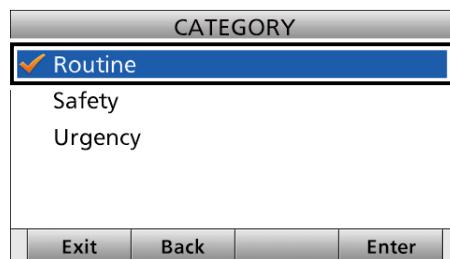 CATEGORY
Routine
Safety
Urgency
Exit Back Enter